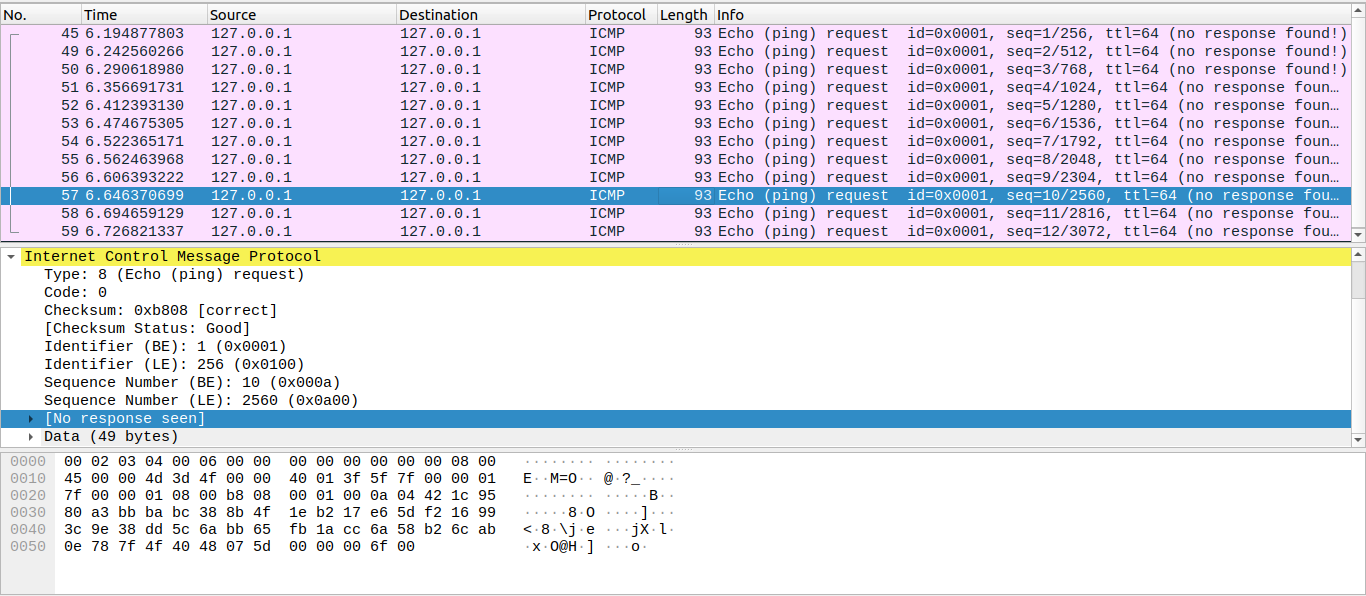 No. Time Source Destination Protocol Length Info
45 6.194877803 127.0.0.1 127.0.0.1 ICMP 93 Echo (ping) request id=0x0001, seq=1/256, ttl=64 (no response found!)
49 6.242560266 127.0.0.1 127.0.0.1 ICMP 93 Echo (ping) request id=0x0001, seq=2/512, ttl=64 (no response found!)
50 6.290618980 127.0.0.1 127.0.0.1 ICMP 93 Echo (ping) request id=0x0001, seq=3/768, ttl=64 (no response found!)
51 6.356691731 127.0.0.1 127.0.0.1 ICMP 93 Echo (ping) request id=0x0001, seq=4/1024, ttl=64 (no response foun…
52 6.412393130 127.0.0.1 127.0.0.1 ICMP 93 Echo (ping) request id=0x0001, seq=5/1280, ttl=64 (no response foun…
53 6.474675305 127.0.0.1 127.0.0.1 ICMP 93 Echo (ping) request id=0x0001, seq=6/1536, ttl=64 (no response foun…
54 6.522365171 127.0.0.1 127.0.0.1 ICMP 93 Echo (ping) request id=0x0001, seq=7/1792, ttl=64 (no response foun…
55 6.562463968 127.0.0.1 127.0.0.1 ICMP 93 Echo (ping) request id=0x0001, seq=8/2048, ttl=64 (no response foun…
56 6.606393222 127.0.0.1 127.0.0.1 ICMP 93 Echo (ping) request id=0x0001, seq=9/2304, ttl=64 (no response foun…
57 6.646370699 127.0.0.1 127.0.0.1 ICMP 93 Echo (ping) request id=0x0001, seq=10/2560, ttl=64 (no response fou…
58 6.694659129 127.0.0.1 127.0.0.1 ICMP 93 Echo (ping) request id=0x0001, seq=11/2816, ttl=64 (no response fou…
59 6.726821337 127.0.0.1 127.0.0.1 ICMP 93 Echo (ping) request id=0x0001, seq=12/3072, ttl=64 (no response fou…
Internet Control Message Protocol
Type: 8 (Echo (ping) request)
Code: 0
Checksum: 0xb808 [correct]
[Checksum Status: Good]
Identifier (BE): 1 (0x0001)
Identifier (LE): 256 (0x0100)
Sequence Number (BE): 10 (0x000a)
Sequence Number (LE): 2560 (0x0a00)
[No response seen]
Data (49 bytes)
0000 00 02 03 04 00 06 00 00 00 00 00 00 00 00 08 00 ········ ········
0010 45 00 00 4d 3d 4f 00 00 40 01 3f 5f 7f 00 00 01 E··M=O·· @·?_····
0020 7f 00 00 01 08 00 b8 08 00 01 00 0a 04 42 1c 95 ········ ·····B··
0030 80 a3 bb ba bc 38 8b 4f 1e b2 17 e6 5d f2 16 99 ·····8·O ····]···
0040 3c 9e 38 dd 5c 6a bb 65 fb 1a cc 6a 58 b2 6c ab <·8·\j·e ···jX·l·
0050 0e 78 7f 4f 40 48 07 5d 00 00 00 6f 00 ·x·O@H·] ···o·